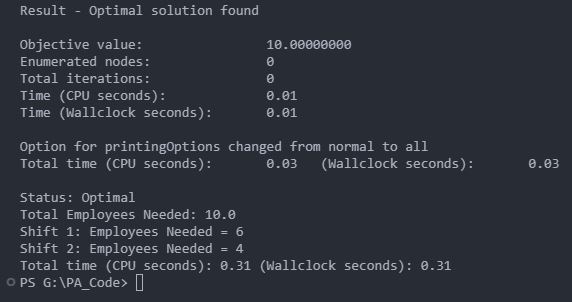 Result - Optimal solution found
Objective value: 10.00000000
Enumerated nodes: 0
Total iterations: 0
Time (CPU seconds): 0.01
Time (Wallclock seconds): 0.01
Option for printingOptions changed from normal to all
Total time (CPU seconds): 0.03 (Wallclock seconds): 0.03
Status: Optimal
Total Employees Needed: 10.0
Shift 1: Employees Needed = 6
Shift 2: Employees Needed = 4
Total time (CPU seconds): 0.31 (Wallclock seconds): 0.31
PS G:\PA_Code>